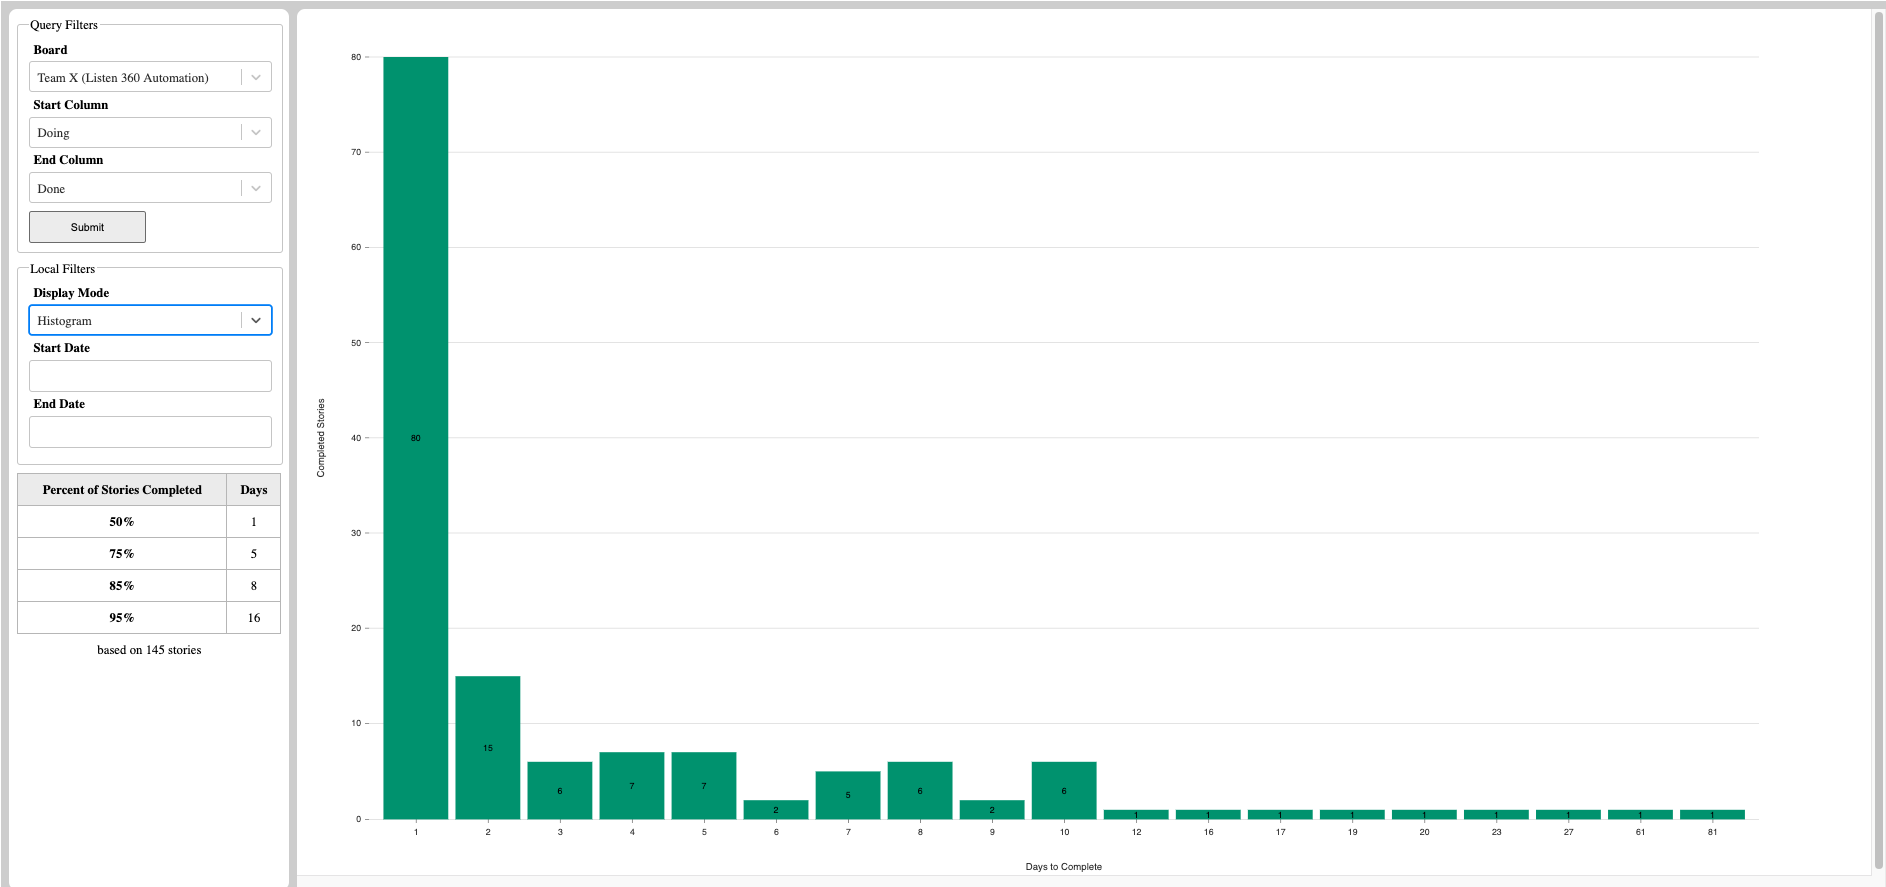 Query Filters
Board
Team X (Listen 360 Automation)
Start Column
Doing
End Column
Done
Submit
Local Filters
Display Mode
Histogram
Start Date
End Date
Percent of Stories Completed Days
50% 1
75% 5
85% 8
95% 16
based on 145 stories
Completed Stories
80
70
60
50
40
30
20
10
0
80 15 6 7 7 2 5 6 2 6 1 1 1 1 1 1 1 1 1
1 2 3 4 5 6 7 8 9 10 12 16 17 19 20 23 27 61 81
Days to Complete